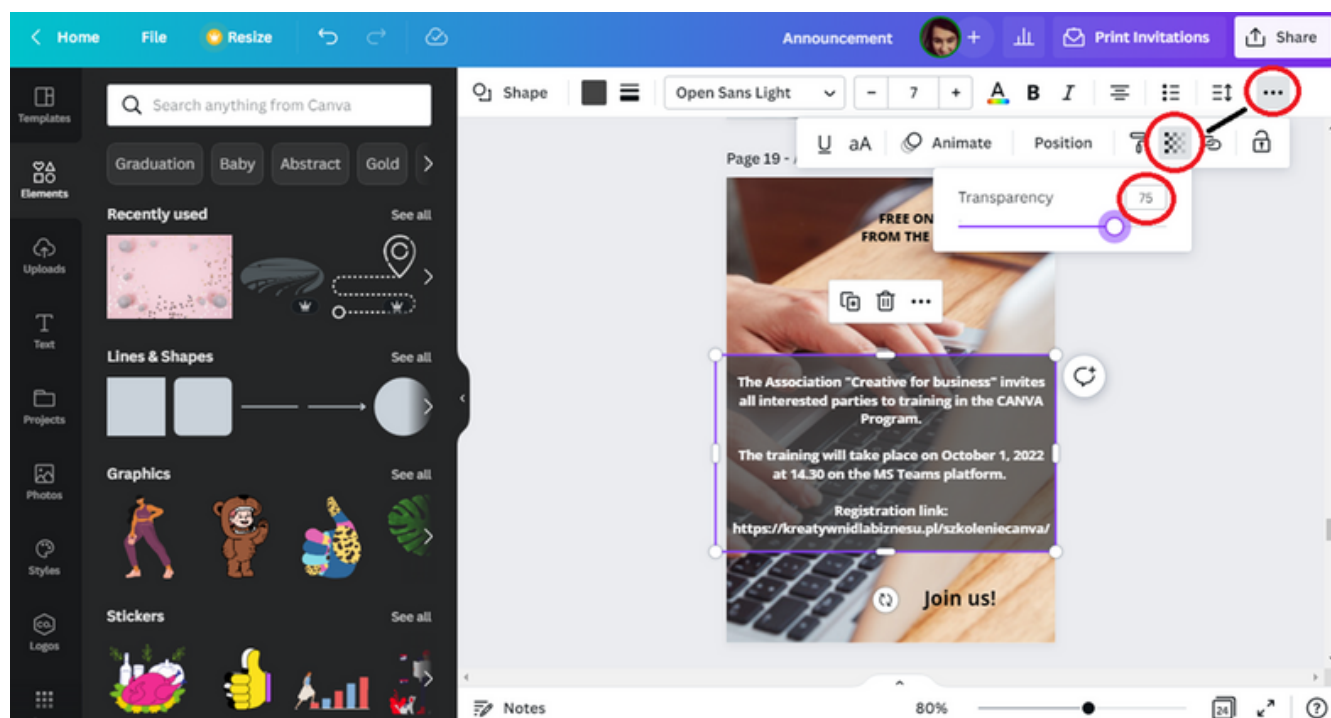 Home File Resize Announcement Print Invitations Share
Templates
Elements
Uploads
Text
Projects
Photos
Styles
CO.
Logos
Search anything from Canva
Graduation Baby Abstract Gold
Recently used See all
Lines & Shapes See all
Graphics See all
Stickers See all
Shape Open Sans Light - 7 + A B I
U aA Animate Position
Page 19 -
Transparency 75
FREE ON
FROM THE
The Association "Creative for business" invites
all interested parties to training in the CANVA
Program.
The training will take place on October 1, 2022
at 14.30 on the MS Teams platform.
Registration link:
https://kreatywnidlabiznesu.pl/szkoleniecanva/
Join us!
Notes 80% 24 ?